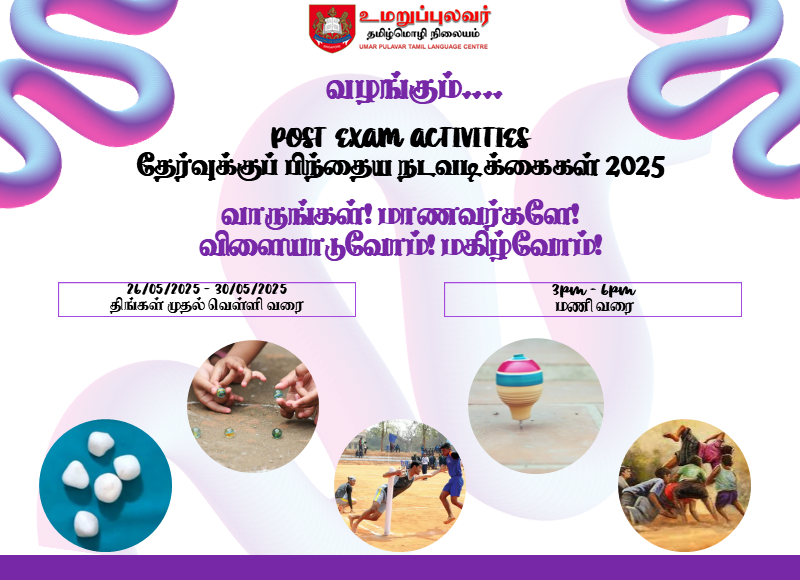 உமறுப்புலவர்
தமிழ்மொழி நிலையம்
UMAR PULAVAR TAMIL LANGUAGE CENTRE
வழங்கும்....
POST EXAM ACTIVITIES
தேர்வுக்குப் பிந்தைய நடவடிக்கைகள் 2025
வாருங்கள்! மாணவர்களே!
விளையாடுவோம்! மகிழ்வோம்!
26/05/2025 - 30/05/2025
திங்கள் முதல் வெள்ளி வரை
3pm - 6pm
மணி வரை